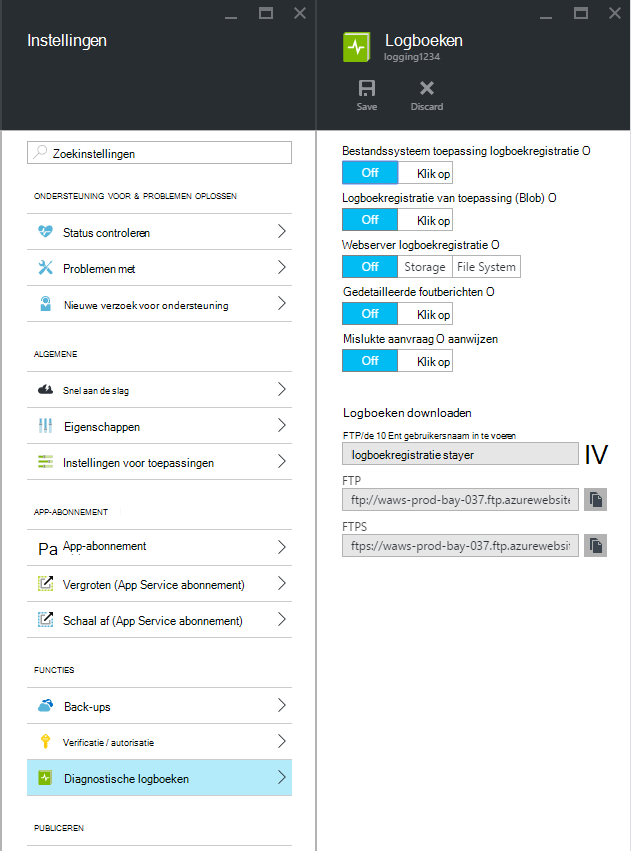 Instellingen
Zoekinstellingen
ONDERSTEUNING VOOR & PROBLEMEN OPLOSSEN
Status controleren
Problemen met
Nieuwe verzoek voor ondersteuning
ALGEMENE
Snel aan de slag
Eigenschappen
Instellingen voor toepassingen
APP-ABONNEMENT
Pa App-abonnement
Vergroten (App Service abonnement)
Schaal af (App Service abonnement)
FUNCTIES
Back-ups
Verificatie / autorisatie
Diagnostische logboeken
PUBLICEREN
Logboeken
logging1234
Save Discard
Bestandssysteem toepassing logboekregistratie O
Off Klik op
Logboekregistratie van toepassing (Blob) O
Off Klik op
Webserver logboekregistratie O
Off Storage File System
Gedetailleerde foutberichten O
Off Klik op
Mislukte aanvraag O aanwijzen
Off Klik op
Logboeken downloaden
FTP/de 10 Ent gebruikersnaam in te voeren
logboekregistratie stayer IV
FTP
ftp://waws-prod-bay-037.ftp.azurewebsite
FTPS
ftps://waws-prod-bay-037.ftp.azurewebsi